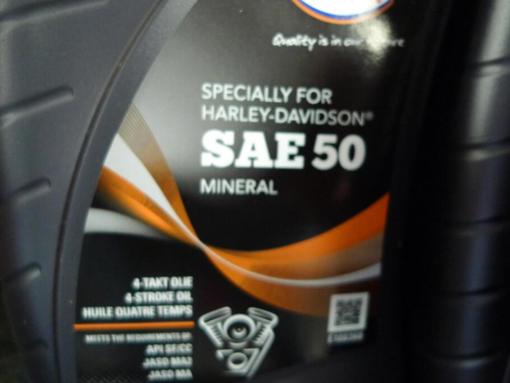 Quality is in our nature
SPECIALLY FOR
HARLEY-DAVIDSON®
SAE 50
MINERAL
4-TAKT OLIE
4-STROKE OIL
HUILE QUATRE TEMPS
MEETS THE REQUIREMENTS OF:
API SF/CC
JASO MA2
JASO MA